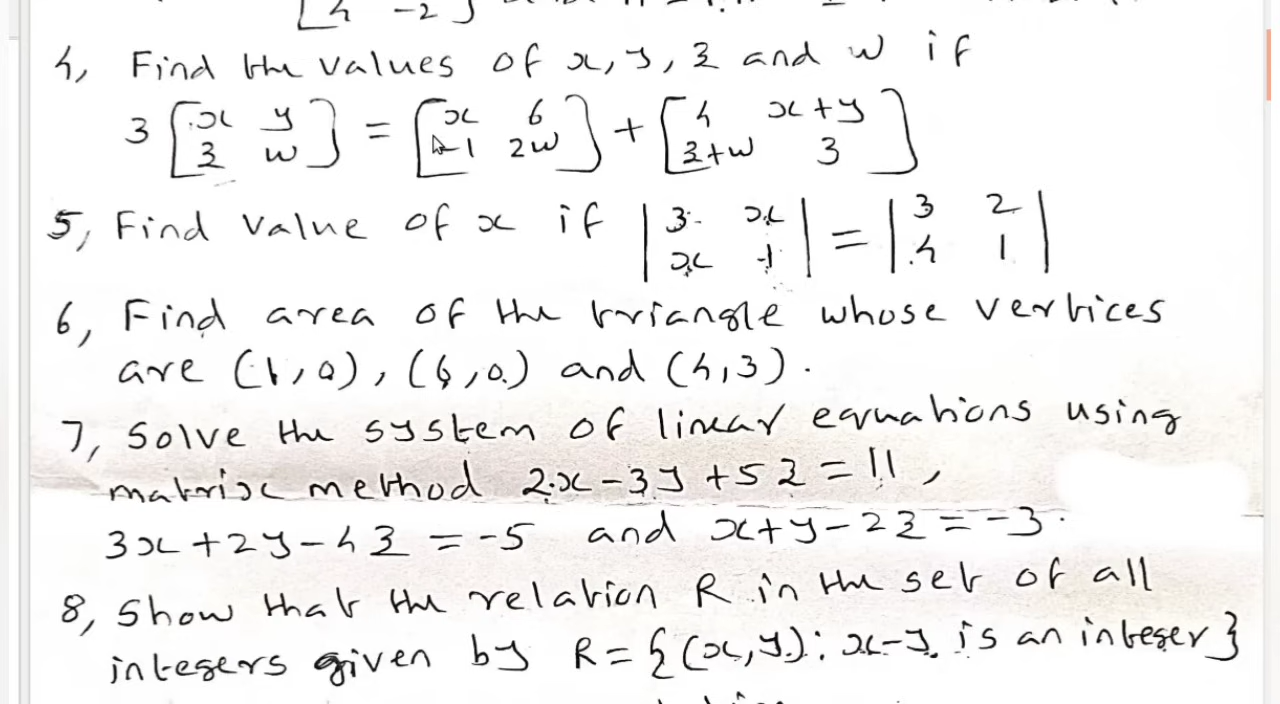 [4 -2]
4, Find the values of x, y, z and w if
3 [x y; z w] = [x 6; -1 2w] + [4 x+y; z+w 3]
5, Find value of x if |3 x; x 1| = |3 2; 4 1|
6, Find area of the triangle whose vertices
are (1,0), (6,0) and (4,3).
7, Solve the system of linear equations using
matrix method 2x-3y+5z=11,
3x+2y-4z=-5 and x+y-2z=-3.
8, Show that the relation R in the set of all
integers given by R={(x,y): x-y is an integer}